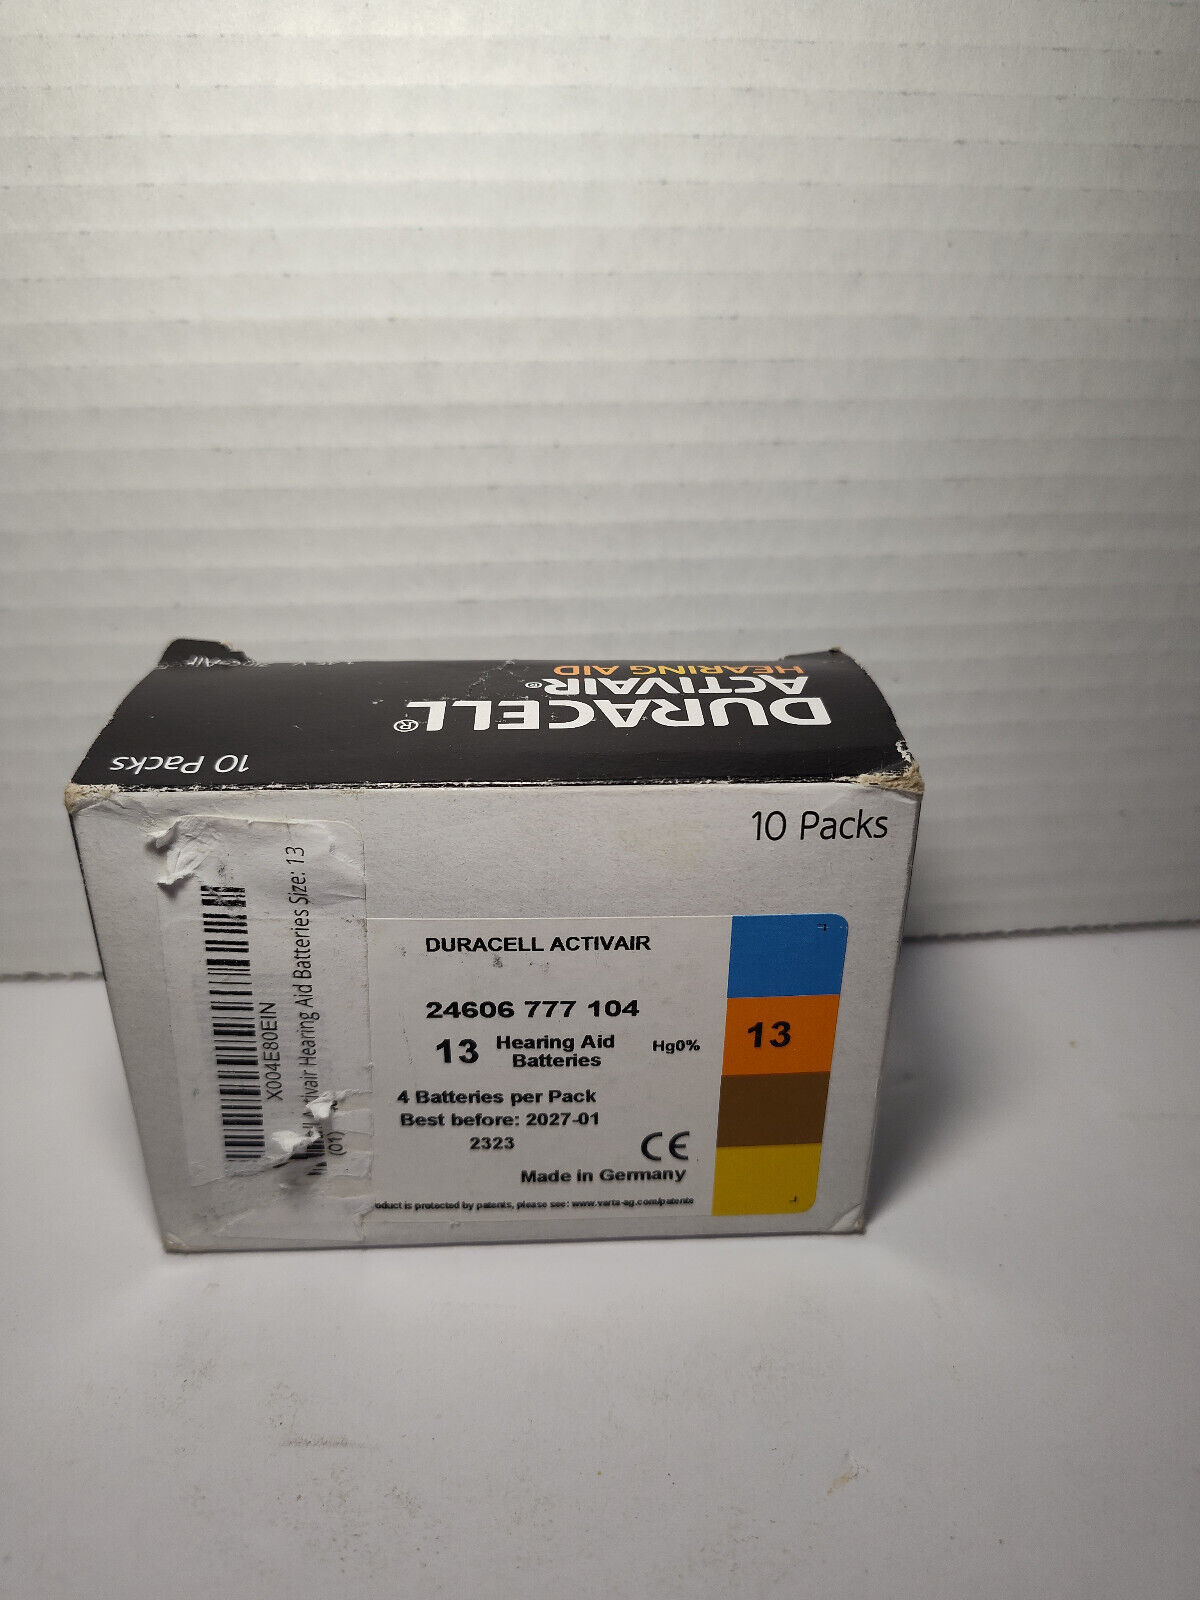 DURACELL®
ACTIVAIR®
HEARING AID
10 Packs
10 Packs
X004E80EIN
Hearing Aid Batteries Size: 13
(01)
DURACELL ACTIVAIR
24606 777 104
13 Hearing Aid Batteries Hg0%
13
4 Batteries per Pack
Best before: 2027-01
2323
CE
Made in Germany
is protected by patents, please see: www.varta-ag.com/patents